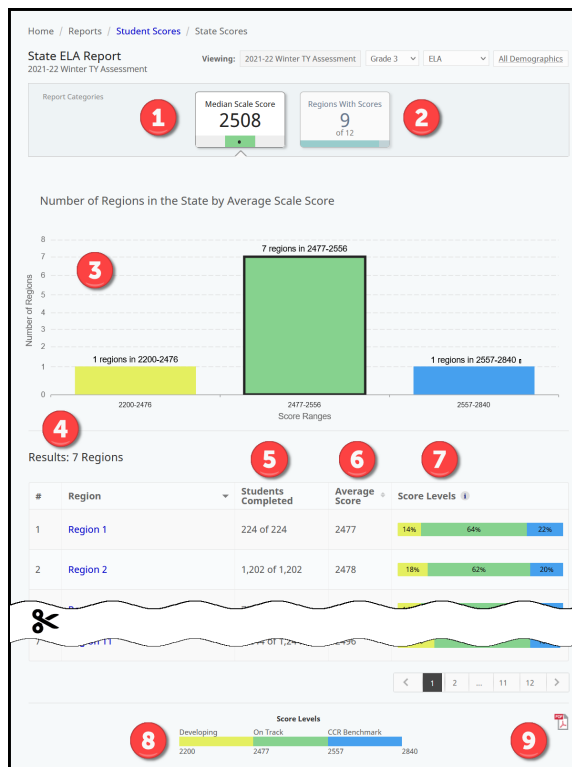 Home / Reports / Student Scores / State Scores
State ELA Report
2021-22 Winter TY Assessment
Viewing: 2021-22 Winter TY Assessment Grade 3 ELA All Demographics
Report Categories
1
Median Scale Score
2508
Regions With Scores
9
of 12
2
Number of Regions in the State by Average Scale Score
Number of Regions
8
7
6
5
4
3
2
1
0
3
7 regions in 2477-2556
1 regions in 2200-2476
1 regions in 2557-2840
2200-2476
2477-2556
2557-2840
Score Ranges
4
5
6
7
Results: 7 Regions
# Region Students Completed Average Score Score Levels i
1 Region 1 224 of 224 2477 14% 64% 22%
2 Region 2 1,202 of 1,202 2478 18% 62% 20%
< 1 2 ... 11 12 >
Score Levels
8
Developing On Track CCR Benchmark
2200 2477 2557 2840
9
PDF